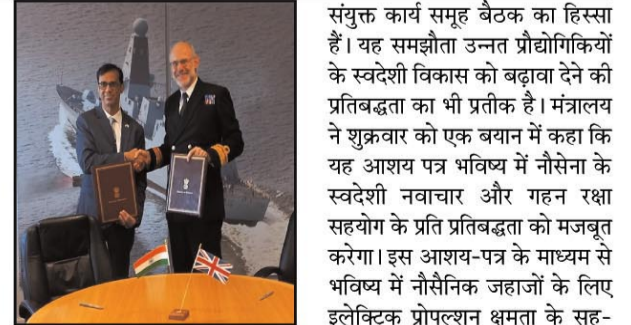 संयुक्त कार्य समूह बैठक का हिस्सा
हैं। यह समझौता उन्नत प्रौद्योगिकियों
के स्वदेशी विकास को बढ़ावा देने की
प्रतिबद्धता का भी प्रतीक है। मंत्रालय
ने शुक्रवार को एक बयान में कहा कि
यह आशय पत्र भविष्य में नौसेना के
स्वदेशी नवाचार और गहन रक्षा
सहयोग के प्रति प्रतिबद्धता को मजबूत
करेगा। इस आशय-पत्र के माध्यम से
भविष्य में नौसैनिक जहाजों के लिए
इलेक्ट्रिक प्रोपल्शन क्षमता के सह-